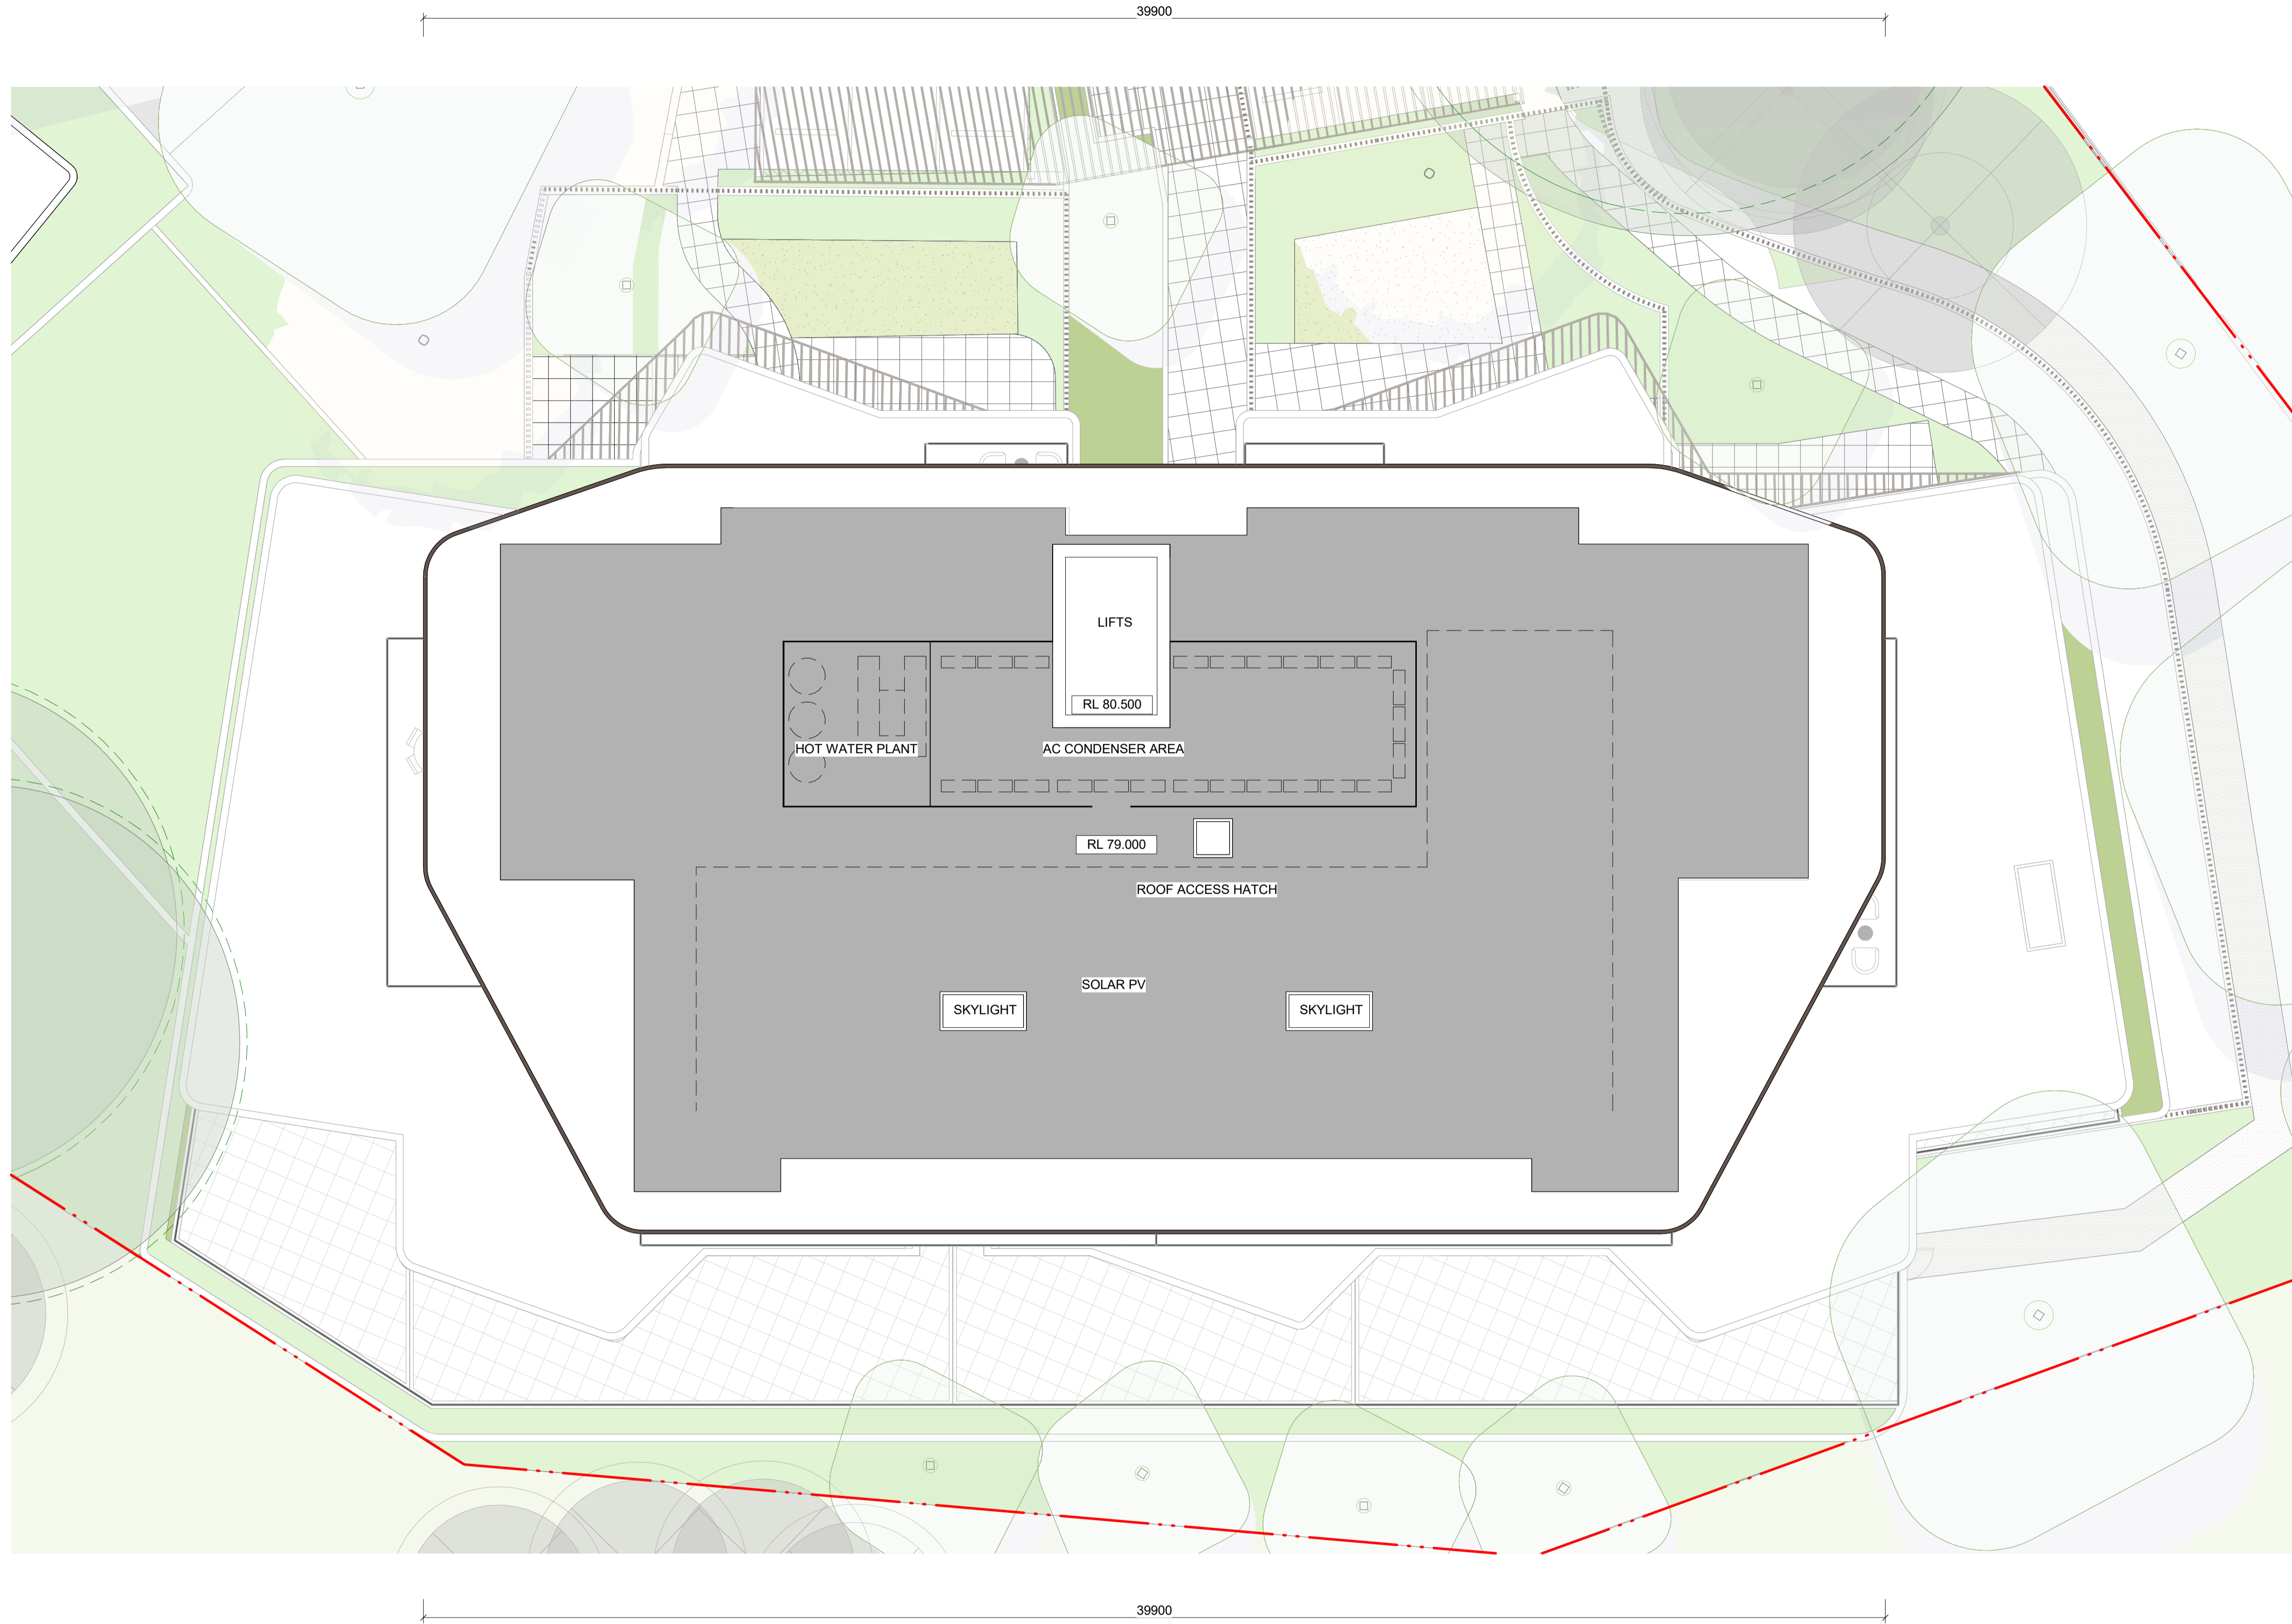 39900
LIFTS
RL 80.500
HOT WATER PLANT
AC CONDENSER AREA
RL 79.000
ROOF ACCESS HATCH
SOLAR PV
SKYLIGHT
SKYLIGHT
39900